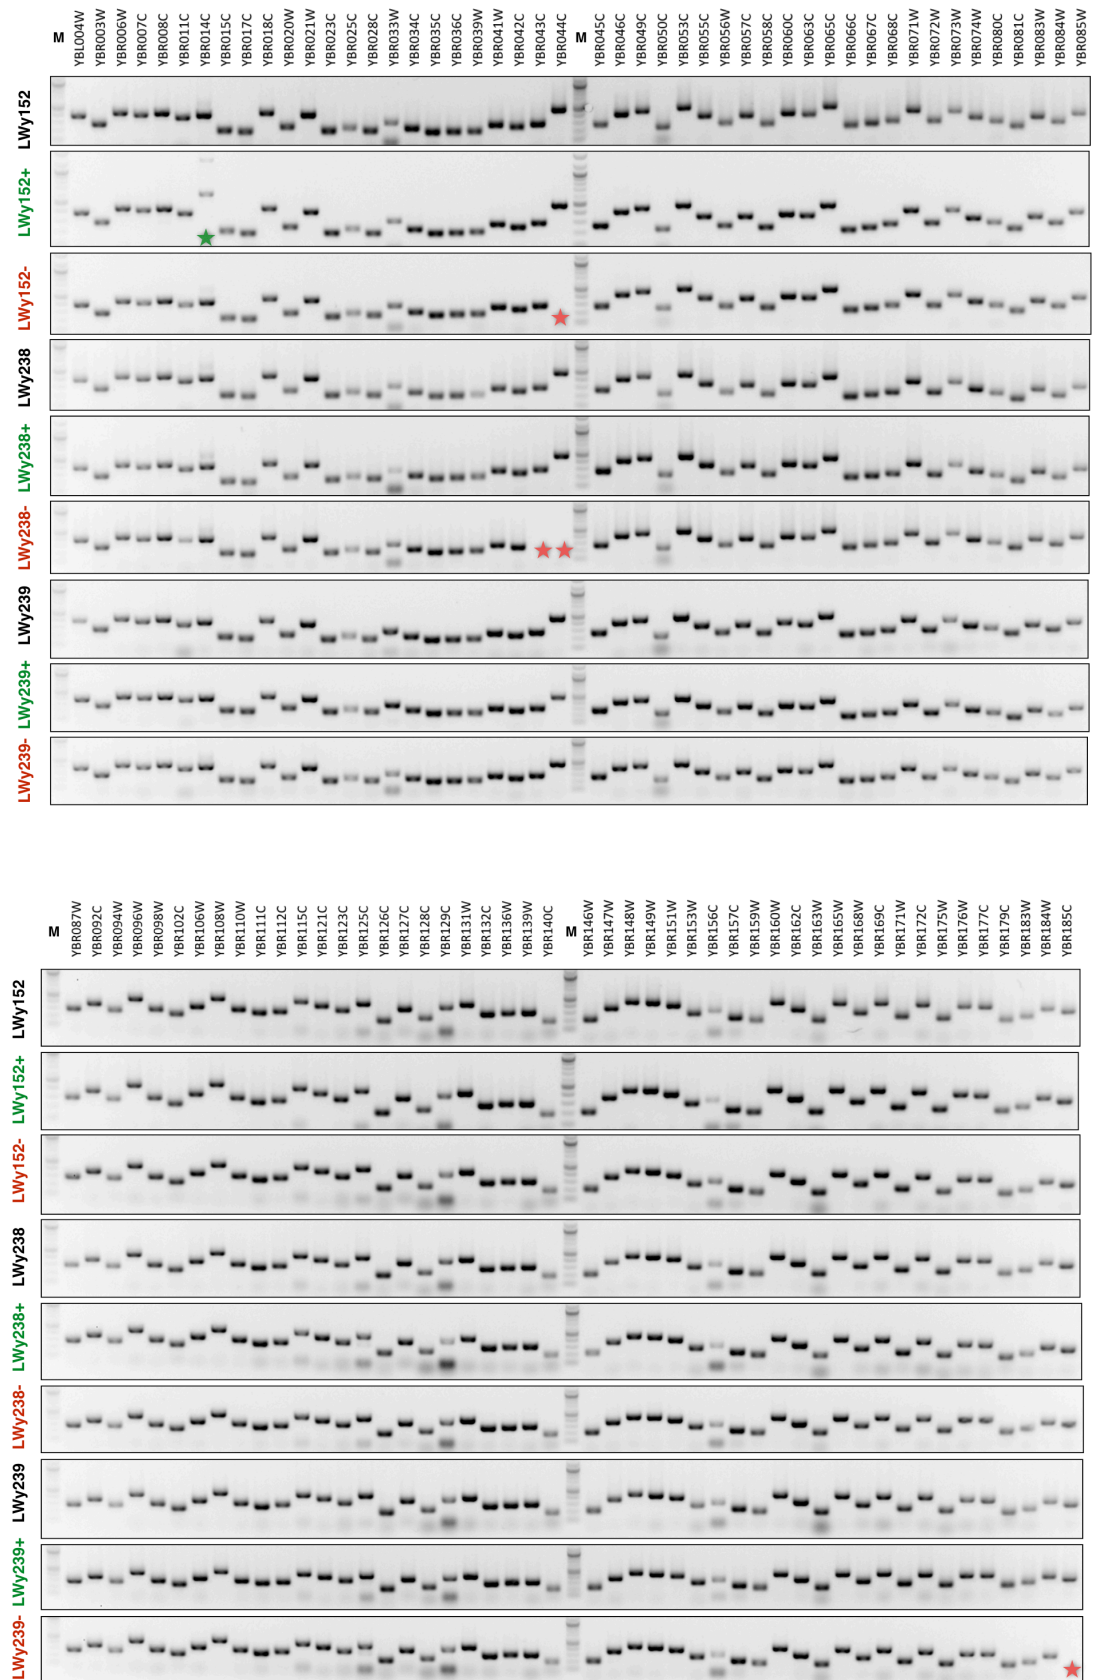 M YBL004W YBR003W YBR006W YBR007C YBR008C YBR011C YBR014C YBR015C YBR017C YBR018C YBR020W YBR021W YBR023C YBR025C YBR028C YBR033W YBR034C YBR035C YBR036C YBR039W YBR041W YBR042C YBR043C YBR044C M YBR045C YBR046C YBR049C YBR050C YBR053C YBR055C YBR056W YBR057C YBR058C YBR060C YBR063C YBR065C YBR066C YBR067C YBR068C YBR071W YBR072W YBR073W YBR074W YBR080C YBR081C YBR083W YBR084W YBR085W
LWy152
LWy152+
LWy152-
LWy238
LWy238+
LWy238-
LWy239
LWy239+
LWy239-
M YBR087W YBR092C YBR094W YBR096W YBR098W YBR102C YBR106W YBR108W YBR110W YBR111C YBR112C YBR115C YBR121C YBR123C YBR125C YBR126C YBR127C YBR128C YBR129C YBR131W YBR132C YBR136W YBR139W YBR140C M YBR146W YBR147W YBR148W YBR149W YBR151W YBR153W YBR156C YBR157C YBR159W YBR160W YBR162C YBR163W YBR165W YBR168W YBR169C YBR171W YBR172C YBR175W YBR176W YBR177C YBR179C YBR183W YBR184W YBR185C
LWy152
LWy152+
LWy152-
LWy238
LWy238+
LWy238-
LWy239
LWy239+
LWy239-